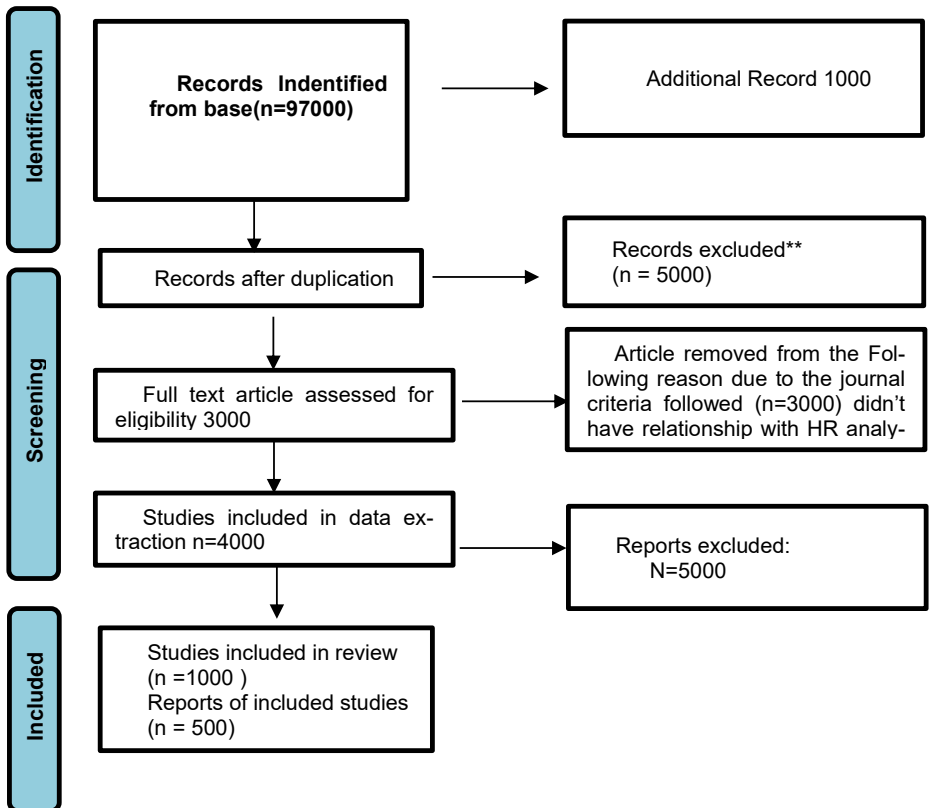 Identification
Records Indentified
from base(n=97000)
Additional Record 1000
Records after duplication
Records excluded**
(n = 5000)
Screening
Full text article assessed for
eligibility 3000
Article removed from the Fol-
lowing reason due to the journal
criteria followed (n=3000) didn’t
have relationship with HR analy-
Studies included in data ex-
traction n=4000
Reports excluded:
N=5000
Included
Studies included in review
(n =1000 )
Reports of included studies
(n = 500)